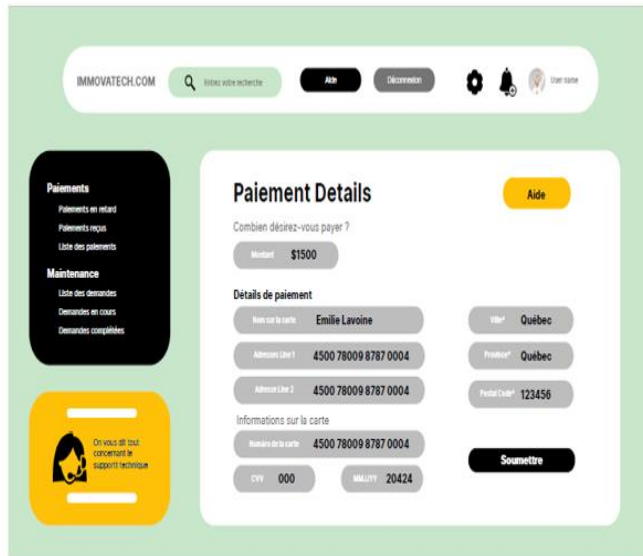 IMMOVATECH.COM
Entrez votre recherche
Aide
Déconnexion
User name
Paiements
Paiements en retard
Paiements reçus
Liste des paiements
Maintenance
Liste des demandes
Demandes en cours
Demandes complétées
On vous dit tout
concernant le
support technique
Paiement Details
Aide
Combien désirez-vous payer ?
Montant $1500
Détails de paiement
Nom sur la carte Emilie Lavoine
Ville* Québec
Adresses Line 1 4500 78009 8787 0004
Province* Québec
Adresse Line 2 4500 78009 8787 0004
Postal Code* 123456
Informations sur la carte
Numéro de la carte 4500 78009 8787 0004
CVV 000
20424
Soumettre